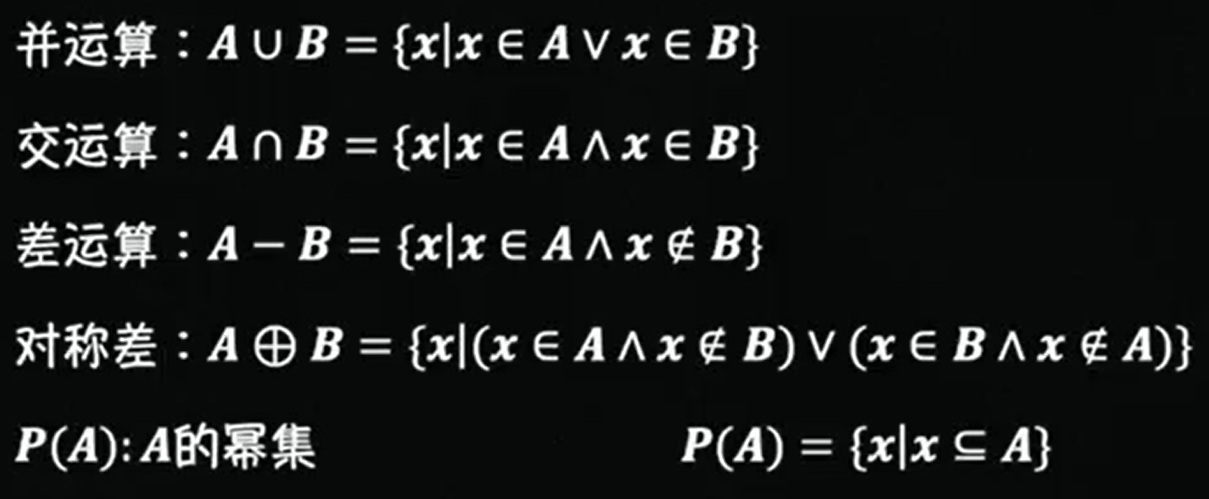 并运算：A ∪ B = {x|x ∈ A ∨ x ∈ B}
交运算：A ∩ B = {x|x ∈ A ∧ x ∈ B}
差运算：A − B = {x|x ∈ A ∧ x ∉ B}
对称差：A ⊕ B = {x|(x ∈ A ∧ x ∉ B) ∨ (x ∈ B ∧ x ∉ A)}
P(A): A的幂集 P(A) = {x|x ⊆ A}